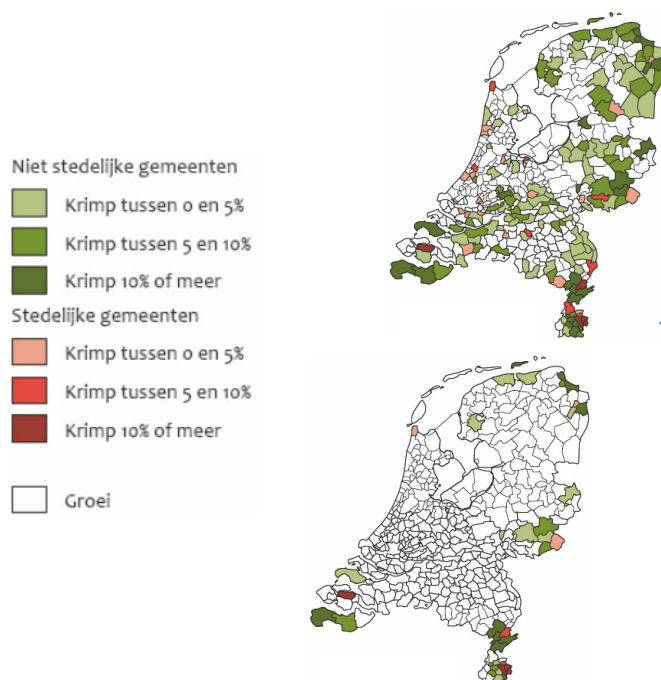 Niet stedelijke gemeenten
Krimp tussen 0 en 5%
Krimp tussen 5 en 10%
Krimp 10% of meer
Stedelijke gemeenten
Krimp tussen 0 en 5%
Krimp tussen 5 en 10%
Krimp 10% of meer
Groei